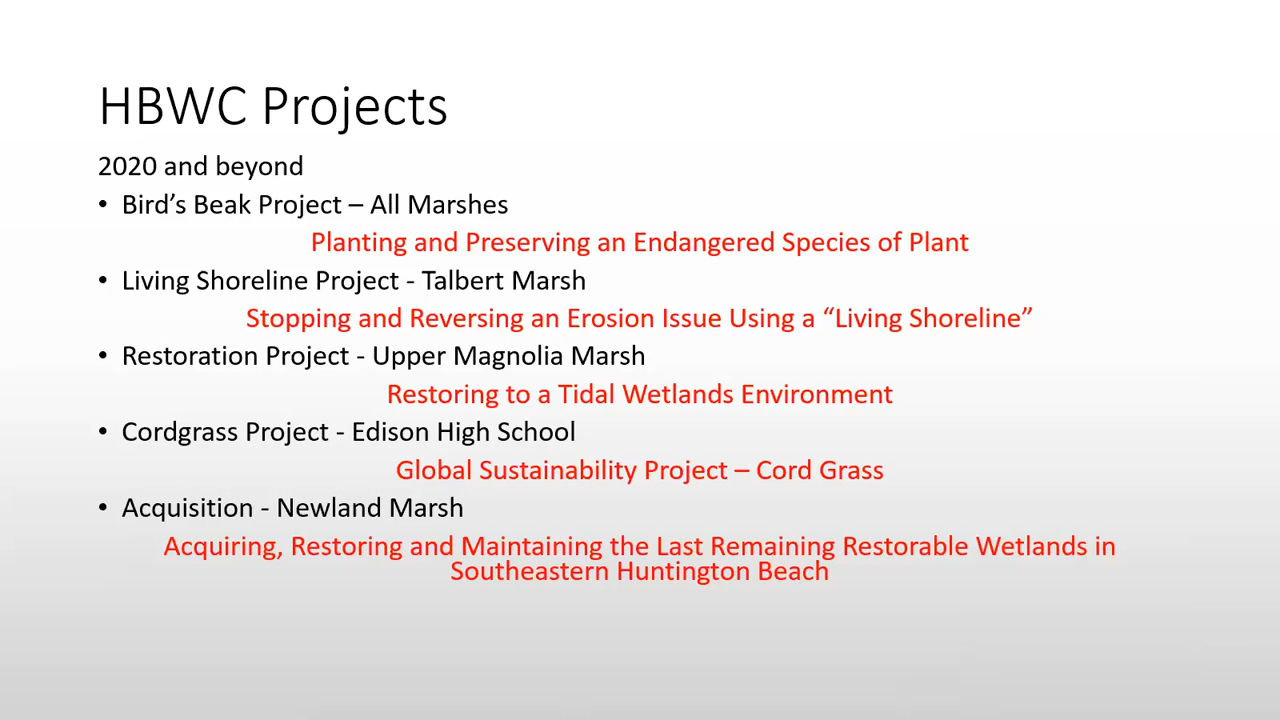 HBWC Projects
2020 and beyond
• Bird’s Beak Project – All Marshes
Planting and Preserving an Endangered Species of Plant
• Living Shoreline Project - Talbert Marsh
Stopping and Reversing an Erosion Issue Using a “Living Shoreline”
• Restoration Project - Upper Magnolia Marsh
Restoring to a Tidal Wetlands Environment
• Cordgrass Project - Edison High School
Global Sustainability Project – Cord Grass
• Acquisition - Newland Marsh
Acquiring, Restoring and Maintaining the Last Remaining Restorable Wetlands in
Southeastern Huntington Beach